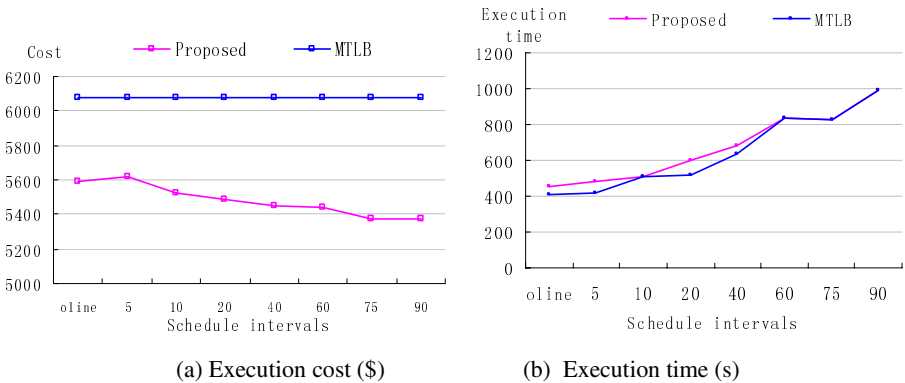 Cost
Proposed
MTLB
6200
6000
5800
5600
5400
5200
5000
oline 5 10 20 40 60 75 90
Schedule intervals
(a) Execution cost ($)
Execution
time
Proposed
MTLB
1200
1000
800
600
400
200
0
oline 5 10 20 40 60 75 90
Schedule intervals
(b) Execution time (s)